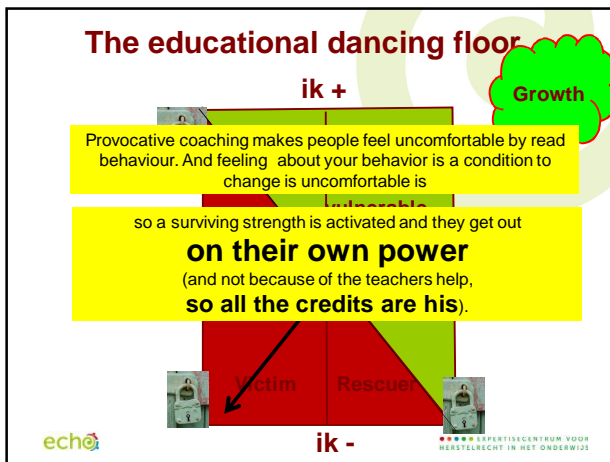 The educational dancing floor
ik +
Growth
Provocative coaching makes people feel uncomfortable by read
behaviour. And feeling  about your behavior is a condition to
change is uncomfortable is
vulnerable
so a surviving strength is activated and they get out
on their own power
(and not because of the teachers help,
so all the credits are his).
Victim
Rescuer
ik -
echo
EXPERTISECENTRUM VOOR
HERSTELRECHT IN HET ONDERWIJS